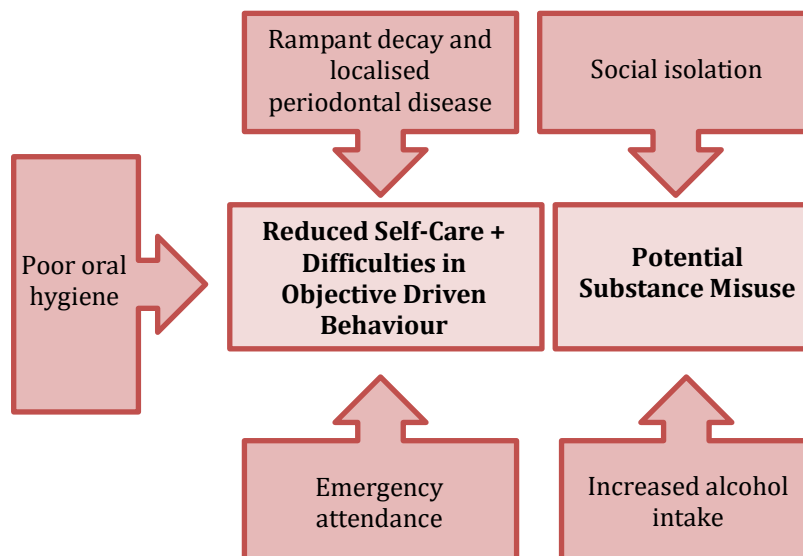 Rampant decay and
localised
periodontal disease
Social isolation
Poor oral
hygiene
Reduced Self-Care +
Difficulties in
Objective Driven
Behaviour
Potential
Substance Misuse
Emergency
attendance
Increased alcohol
intake